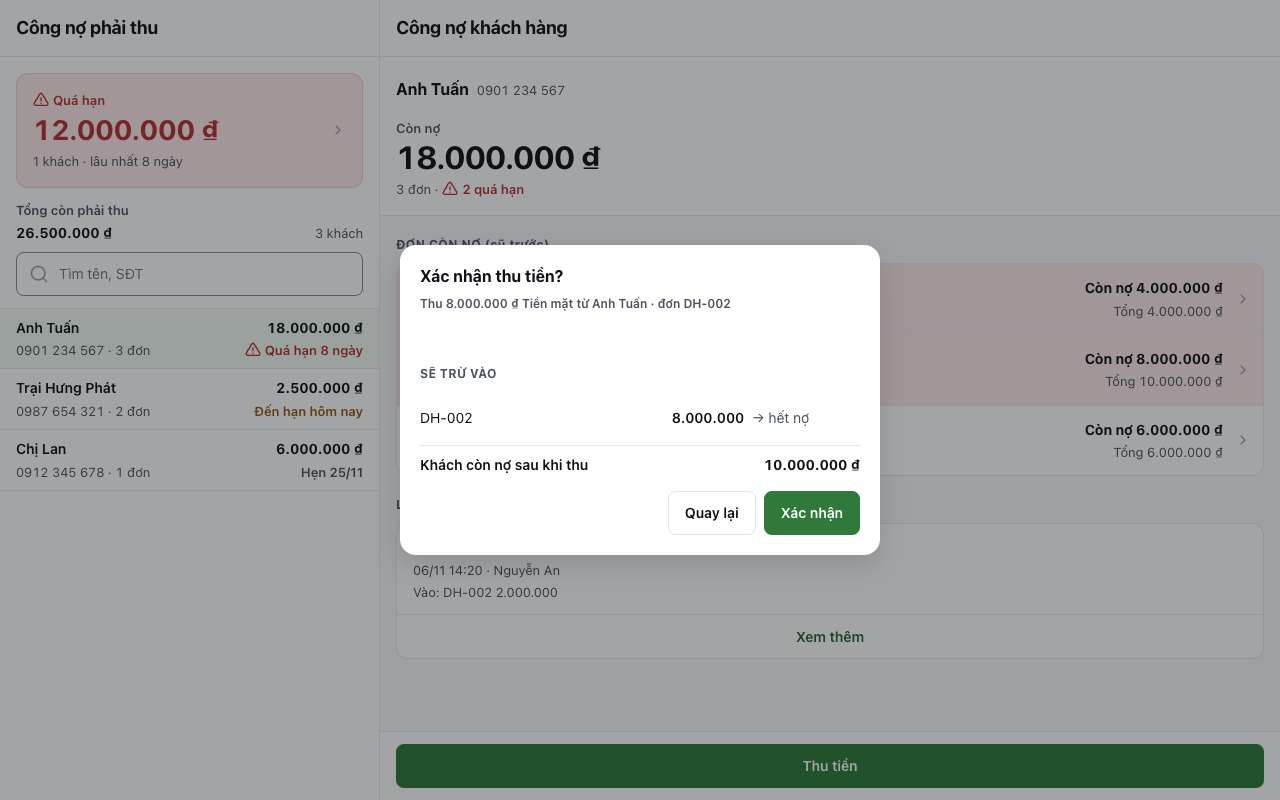 Công nợ phải thu
Quá hạn
12.000.000 ₫
1 khách · lâu nhất 8 ngày
Tổng còn phải thu
26.500.000 ₫ 3 khách
Tìm tên, SĐT
Anh Tuấn 18.000.000 ₫
0901 234 567 · 3 đơn Quá hạn 8 ngày
Trại Hưng Phát 2.500.000 ₫
0987 654 321 · 2 đơn Đến hạn hôm nay
Chị Lan 6.000.000 ₫
0912 345 678 · 1 đơn Hẹn 25/11
Công nợ khách hàng
Anh Tuấn 0901 234 567
Còn nợ
18.000.000 ₫
3 đơn · 2 quá hạn
ĐƠN CÒN NỢ (cũ trước)
Còn nợ 4.000.000 ₫
Tổng 4.000.000 ₫
Còn nợ 8.000.000 ₫
Tổng 10.000.000 ₫
Còn nợ 6.000.000 ₫
Tổng 6.000.000 ₫
Xác nhận thu tiền?
Thu 8.000.000 ₫ Tiền mặt từ Anh Tuấn · đơn DH-002
SẼ TRỪ VÀO
DH-002 8.000.000 → hết nợ
Khách còn nợ sau khi thu 10.000.000 ₫
Quay lại Xác nhận
06/11 14:20 · Nguyễn An
Vào: DH-002 2.000.000
Xem thêm
Thu tiền